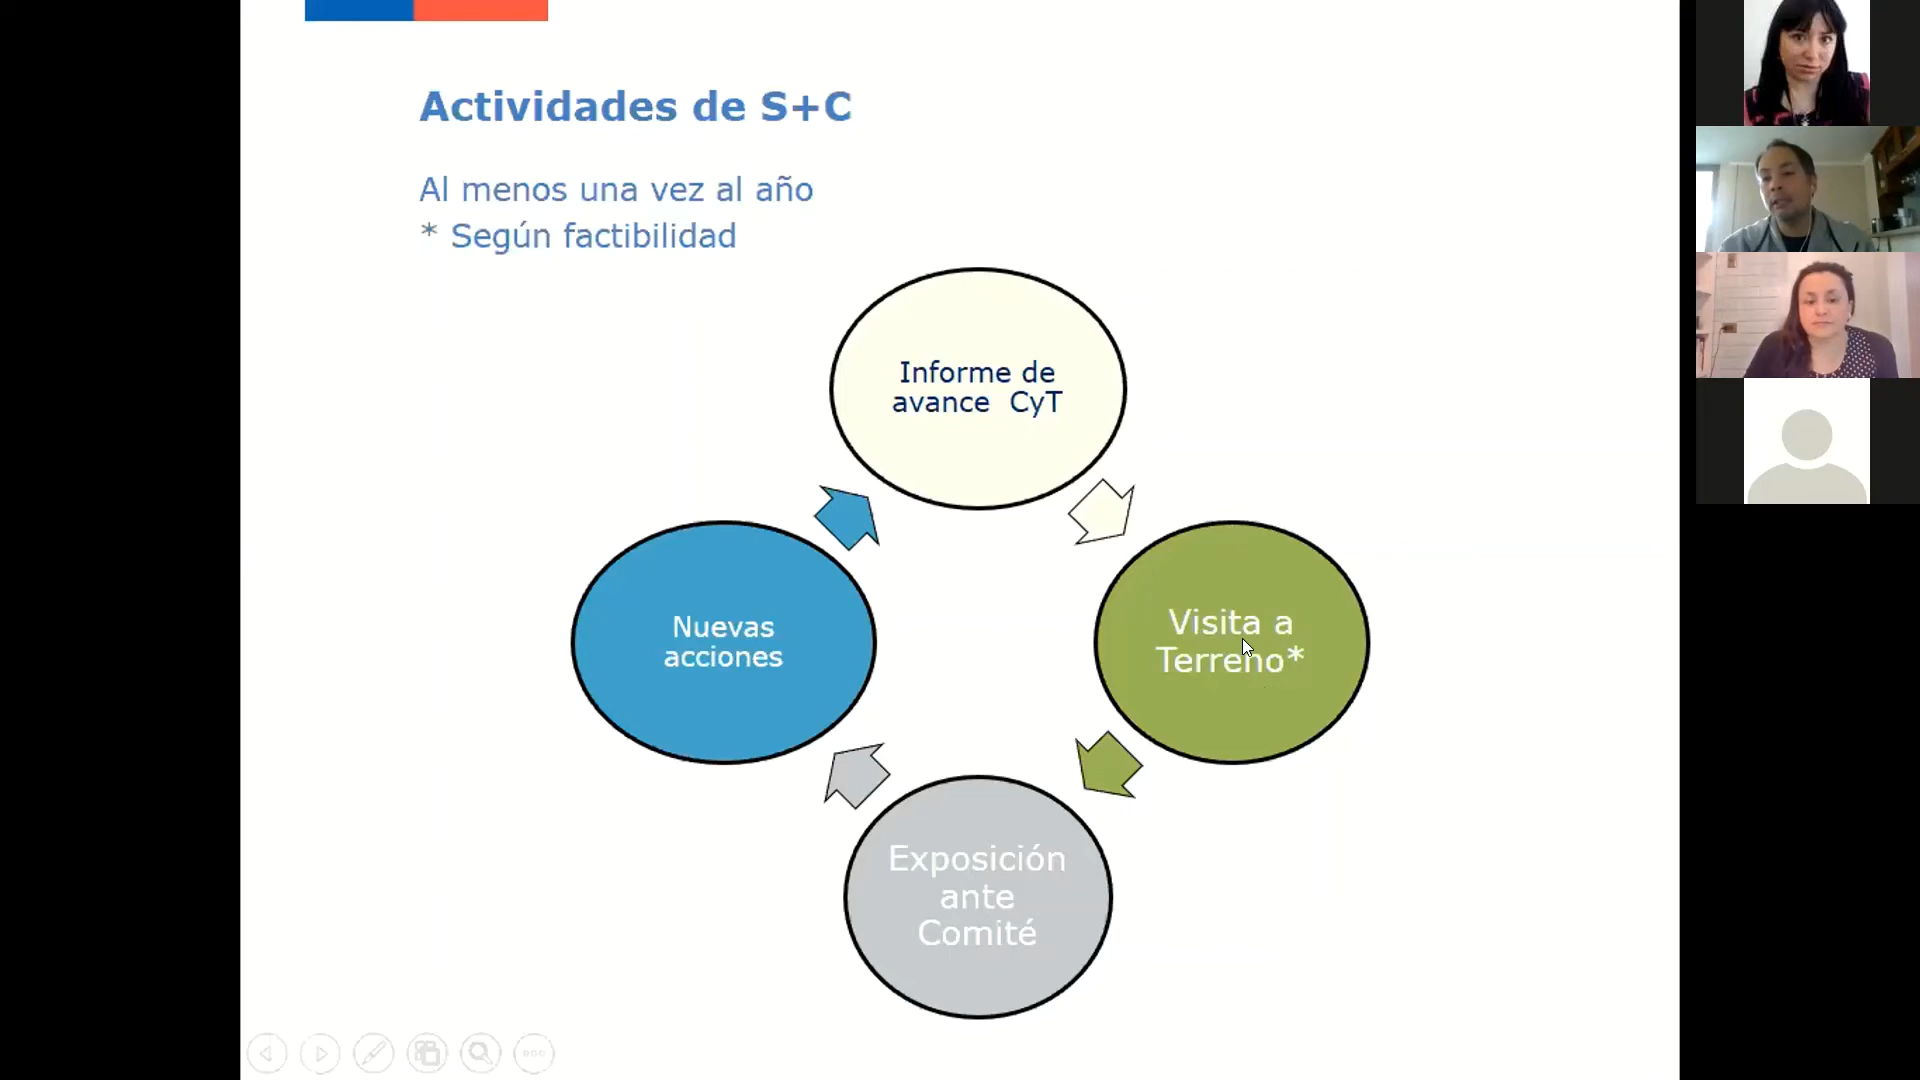 Actividades de S+C
Al menos una vez al año
* Según factibilidad
Informe de
avance CyT
Visita a
Terreno*
Exposición
ante
Comité
Nuevas
acciones